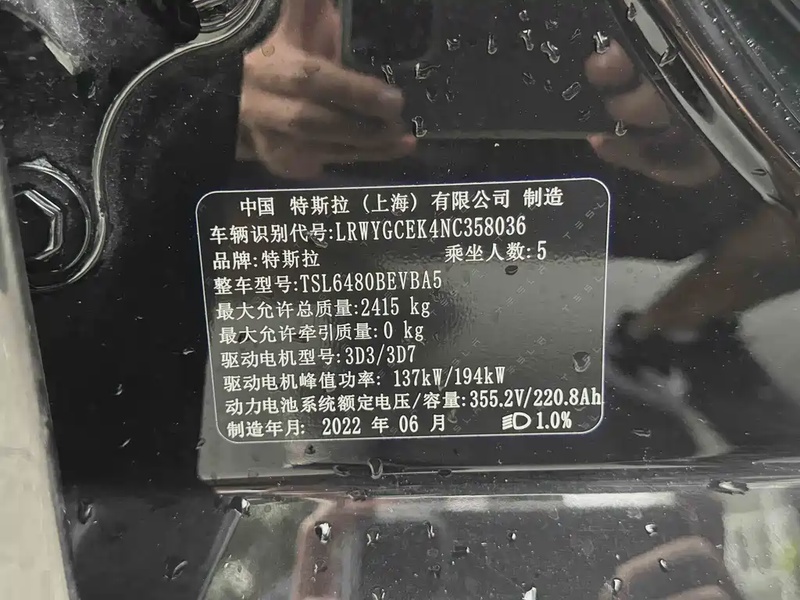 中国 特斯拉（上海）有限公司 制造
车辆识别代号:LRWYGCEK4NC358036
品牌:特斯拉 乘坐人数:5
整车型号:TSL6480BEVBA5
最大允许总质量:2415 kg
最大允许牵引质量:0 kg
驱动电机型号:3D3/3D7
驱动电机峰值功率: 137kW/194kW
动力电池系统额定电压/容量:355.2V/220.8Ah
制造年月: 2022 年 06 月 1.0%
TESLA